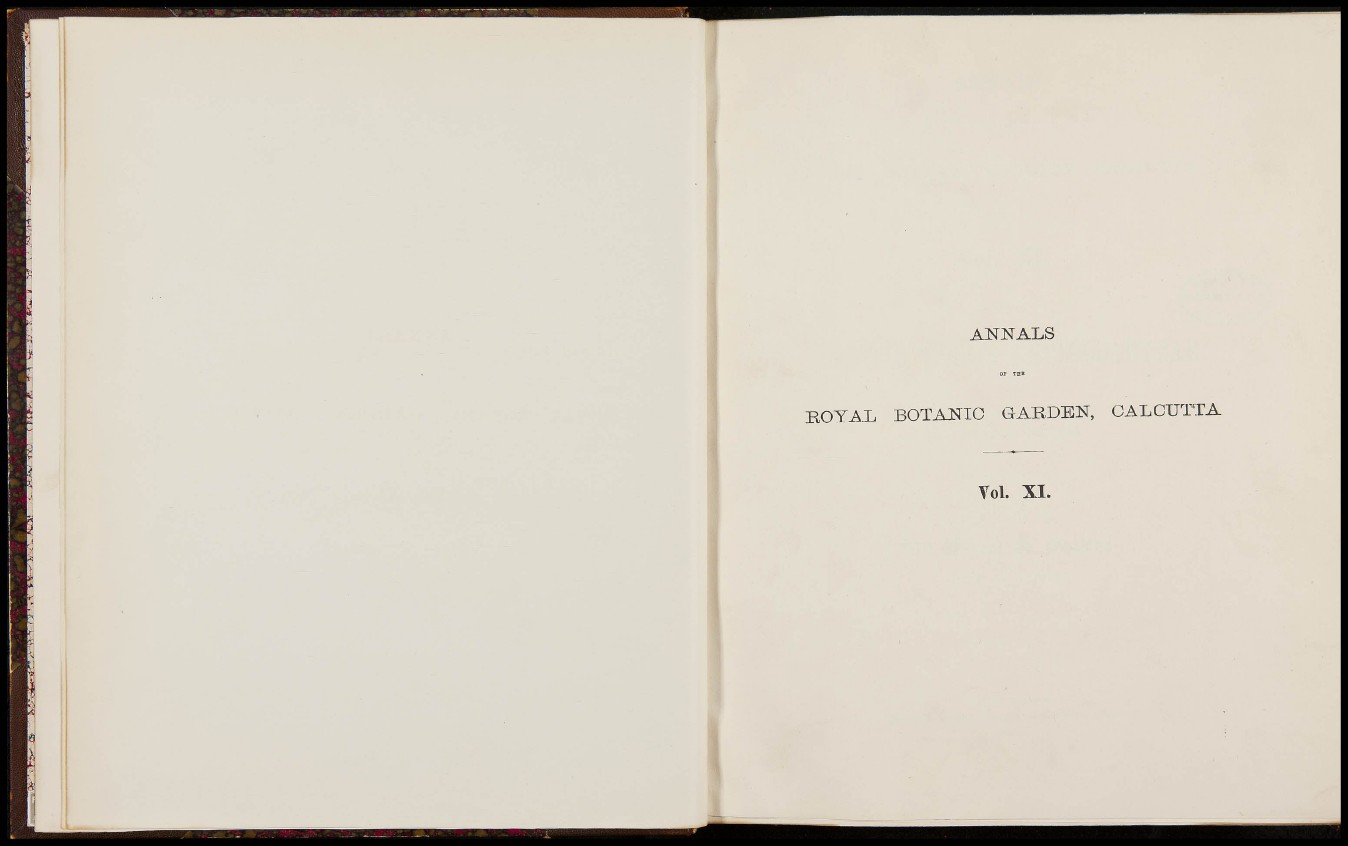 ANNALS
OF THE
ROYAL BOTANIC GARDEN, CALCUTTA
Vol. XI.